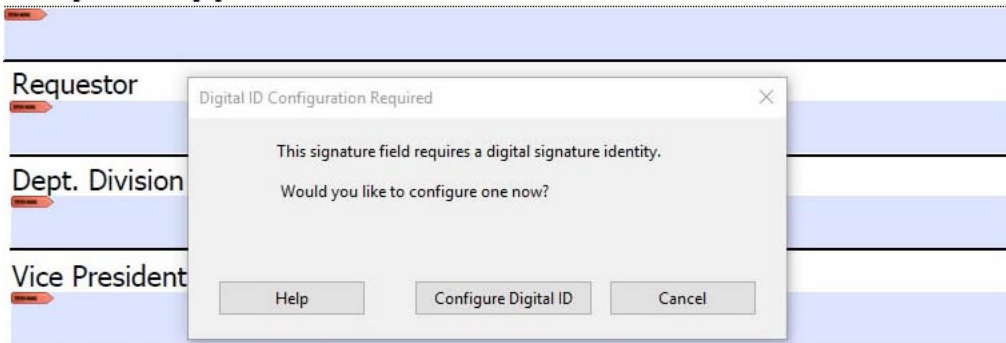 Requestor
Digital ID Configuration Required
This signature field requires a digital signature identity.
Dept. Division
Would you like to configure one now?
Vice President
Help
Configure Digital ID
Cancel